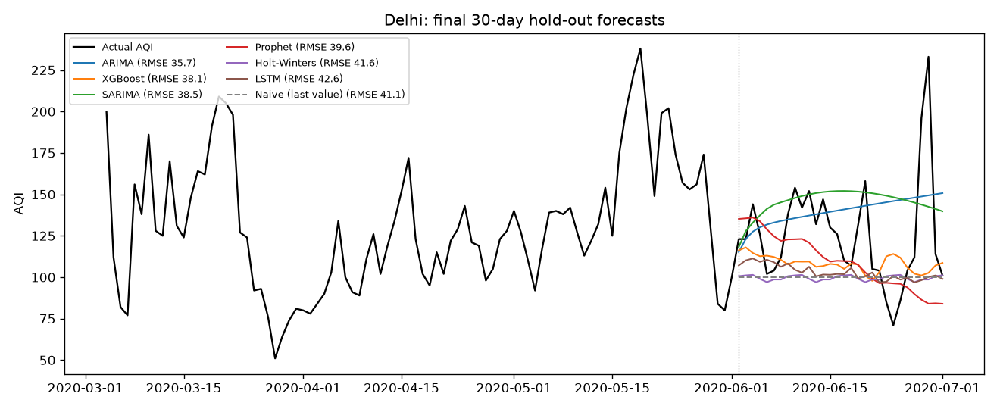 Delhi: final 30-day hold-out forecasts
Actual AQI
ARIMA (RMSE 35.7)
XGBoost (RMSE 38.1)
SARIMA (RMSE 38.5)
Prophet (RMSE 39.6)
Holt-Winters (RMSE 41.6)
LSTM (RMSE 42.6)
Naive (last value) (RMSE 41.1)
AQI
225
200
175
150
125
100
75
50
2020-03-01
2020-03-15
2020-04-01
2020-04-15
2020-05-01
2020-05-15
2020-06-01
2020-06-15
2020-07-01